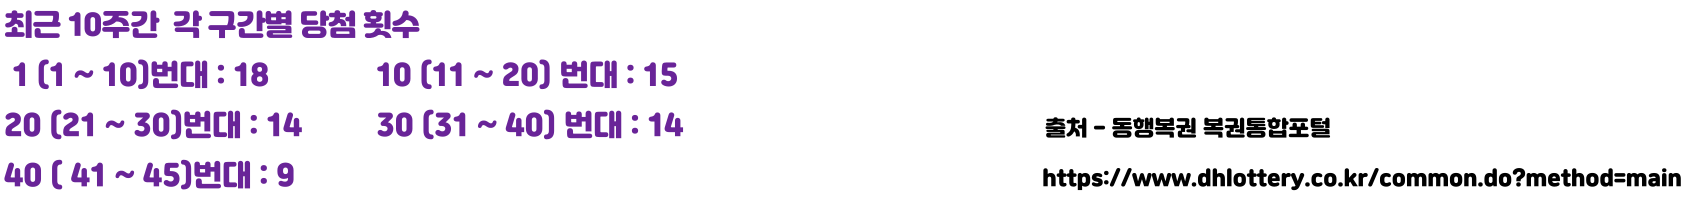 최근 10주간 각 구간별 당첨 횟수
1 (1 ~ 10)번대 : 18 10 (11 ~ 20) 번대 : 15
20 (21 ~ 30)번대 : 14 30 (31 ~ 40) 번대 : 14
출처 - 동행복권 복권통합포털
40 ( 41 ~ 45)번대 : 9
https://www.dhlottery.co.kr/common.do?method=main